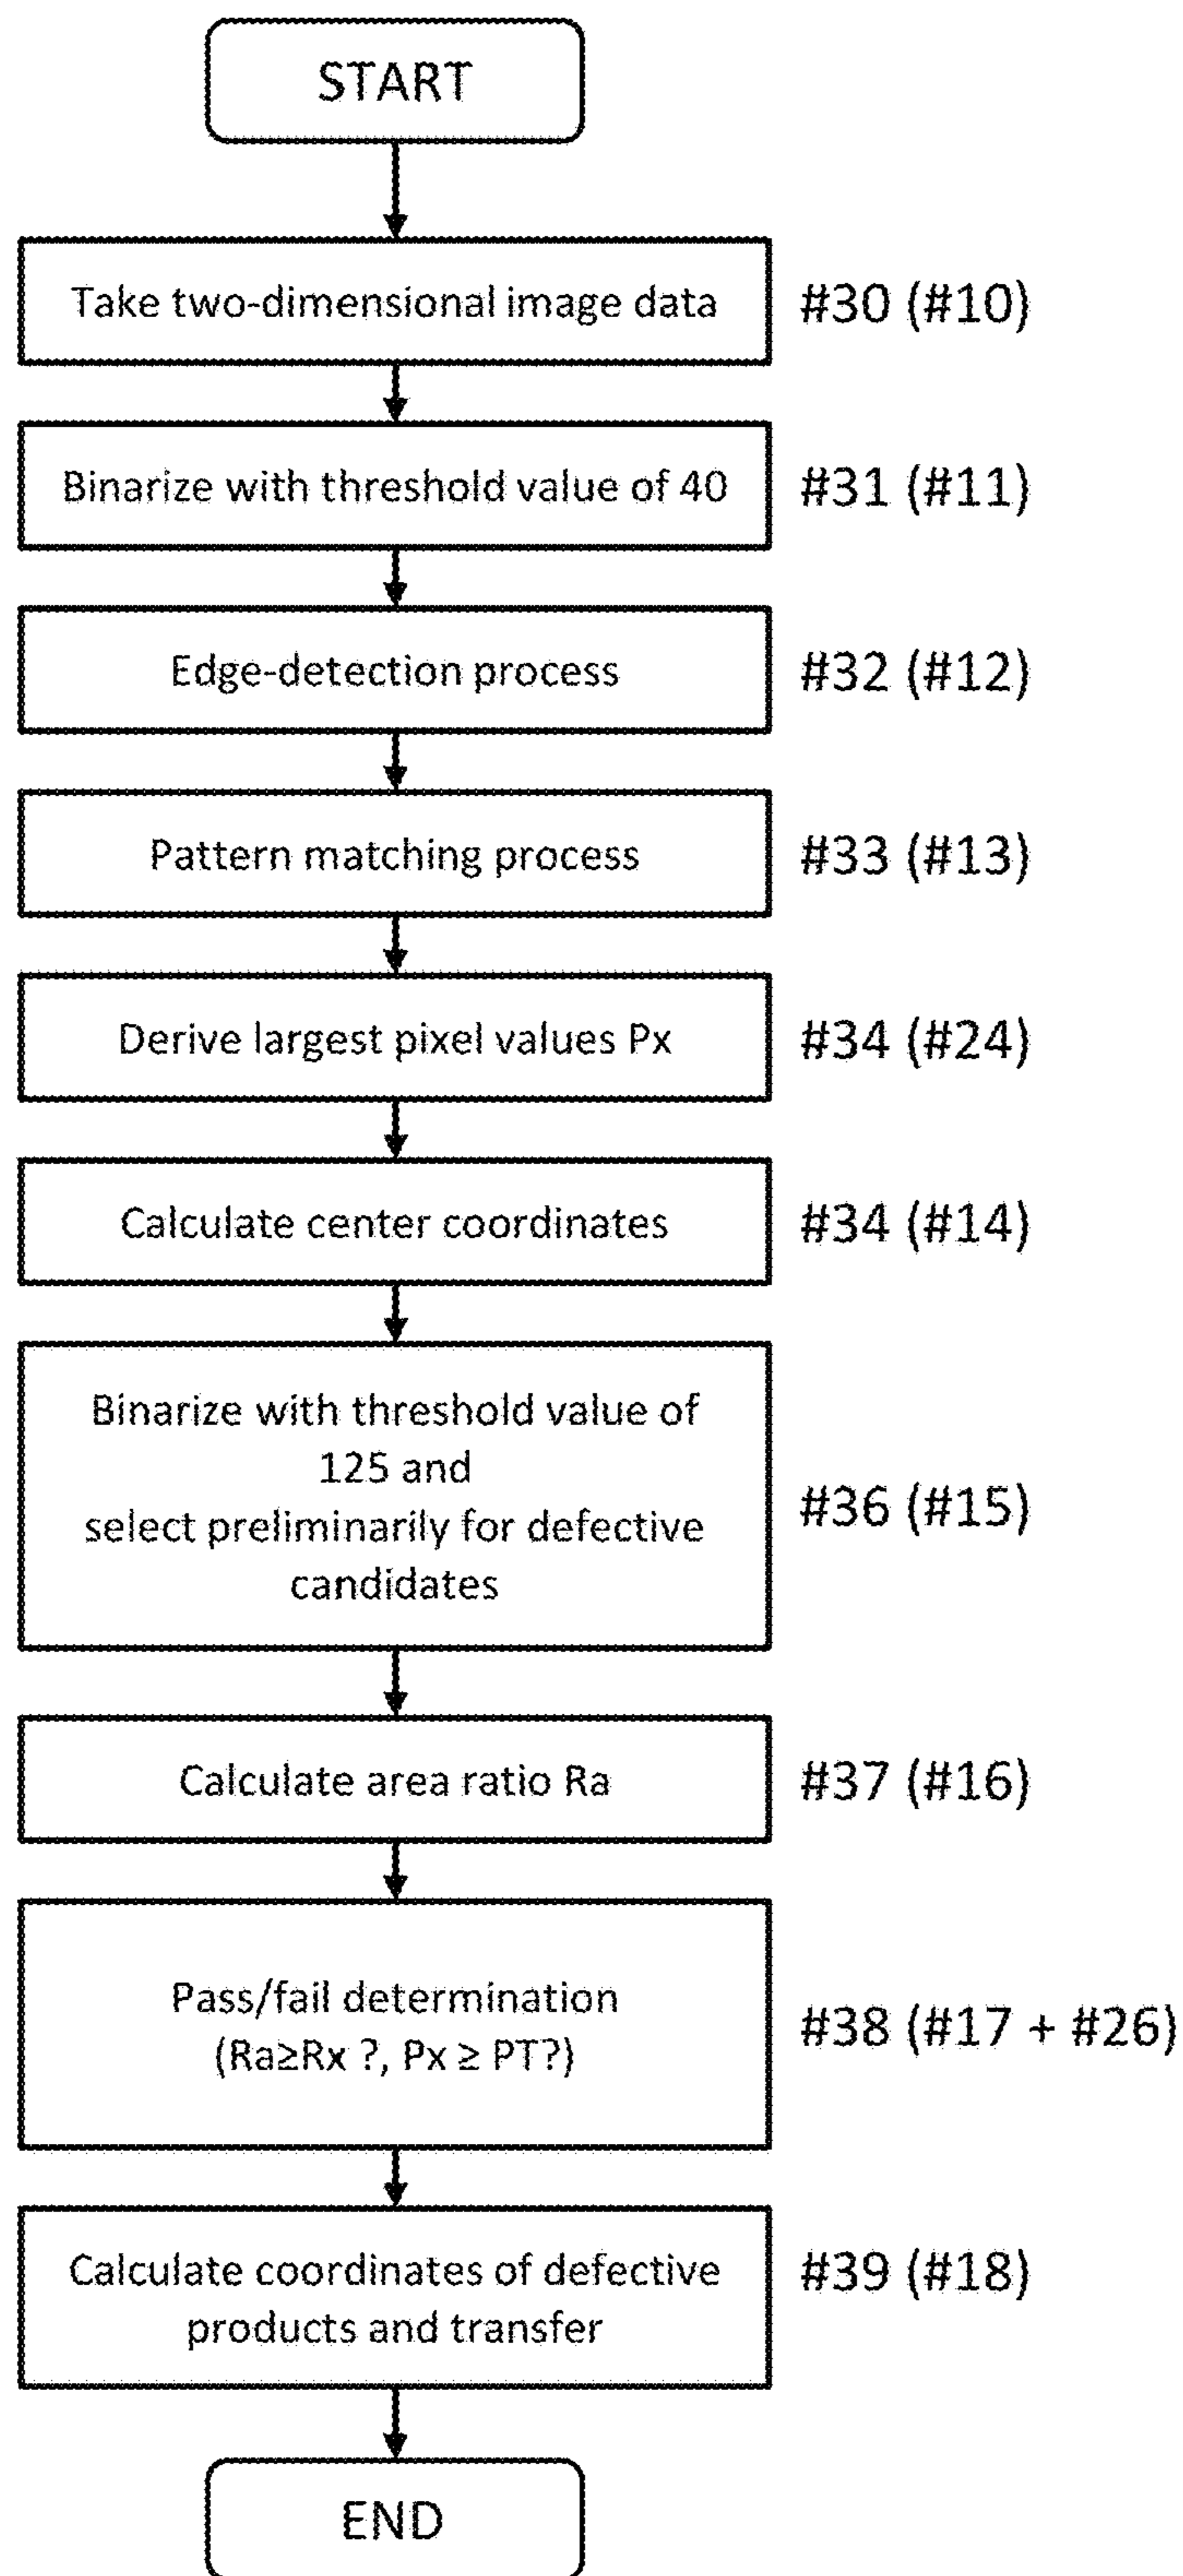 START
Take two-dimensional image data
#30 (#10)
Binarize with threshold value of 40
#31 (#11)
Edge-detection process
#32 (#12)
Pattern matching process
#33 (#13)
Derive largest pixel values Px
#34 (#24)
Calculate center coordinates
#34 (#14)
Binarize with threshold value of
125 and
select preliminarily for defective
candidates
#36 (#15)
Calculate area ratio Ra
#37 (#16)
Pass/fail determination
(Ra≥Rx ?, Px ≥ PT?)
#38 (#17 + #26)
Calculate coordinates of defective
products and transfer
#39 (#18)
END